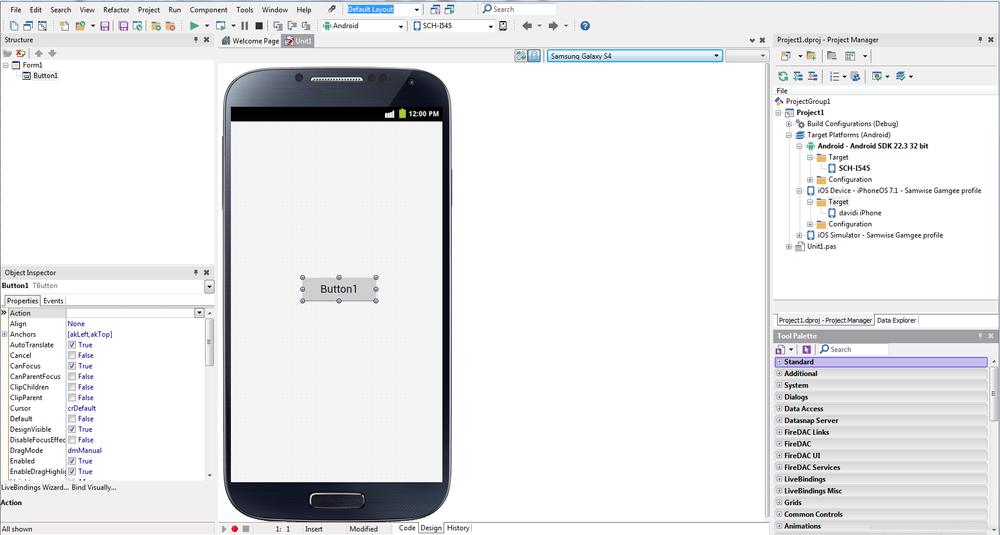 File Edit Search View Refactor Project Run Component Tools Window Help Default Layout Search
Android SCH-I545
Structure
Form1
Button1
Object Inspector
Button1 TButton
Properties Events
Action
Align None
Anchors [akLeft,akTop]
AutoTranslate True
Cancel False
CanFocus True
CanParentFocus False
ClipChildren False
ClipParent False
Cursor crDefault
Default False
DesignVisible True
DisableFocusEffec False
DragMode dmManual
Enabled True
EnableDragHighlig True
LiveBindings Wizard... Bind Visually...
Action
All shown
Welcome Page Unit1
Samsung Galaxy S4
12:00 PM
Button1
1: 1 Insert Modified Code Design History
Project1.dproj - Project Manager
File
ProjectGroup1
Project1
Build Configurations (Debug)
Target Platforms (Android)
Android - Android SDK 22.3 32 bit
Target
SCH-I545
Configuration
iOS Device - iPhoneOS 7.1 - Samwise Gamgee profile
Target
davidi iPhone
Configuration
iOS Simulator - Samwise Gamgee profile
Unit1.pas
Project1.dproj - Project Manager Data Explorer
Tool Palette
Search
Standard
Additional
System
Dialogs
Data Access
Datasnap Server
FireDAC Links
FireDAC
FireDAC UI
FireDAC Services
LiveBindings
LiveBindings Misc
Grids
Common Controls
Animations